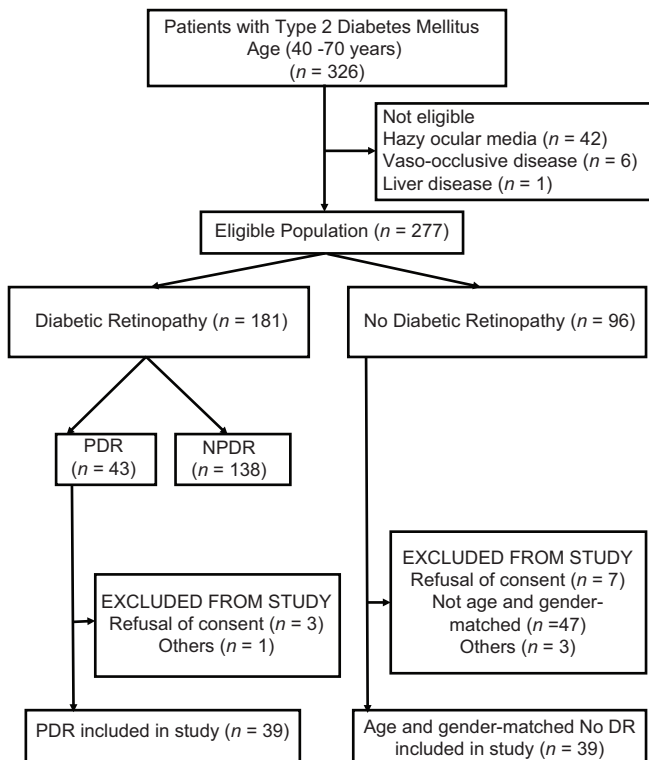 Patients with Type 2 Diabetes Mellitus
Age (40 -70 years)
(n = 326)
Not eligible
Hazy ocular media (n = 42)
Vaso-occlusive disease (n = 6)
Liver disease (n = 1)
Eligible Population (n = 277)
Diabetic Retinopathy (n = 181)
No Diabetic Retinopathy (n = 96)
PDR
(n = 43)
NPDR
(n = 138)
EXCLUDED FROM STUDY
Refusal of consent (n = 3)
Others (n = 1)
EXCLUDED FROM STUDY
Refusal of consent (n = 7)
Not age and gender-
matched (n =47)
Others (n = 3)
PDR included in study (n = 39)
Age and gender-matched No DR
included in study (n = 39)